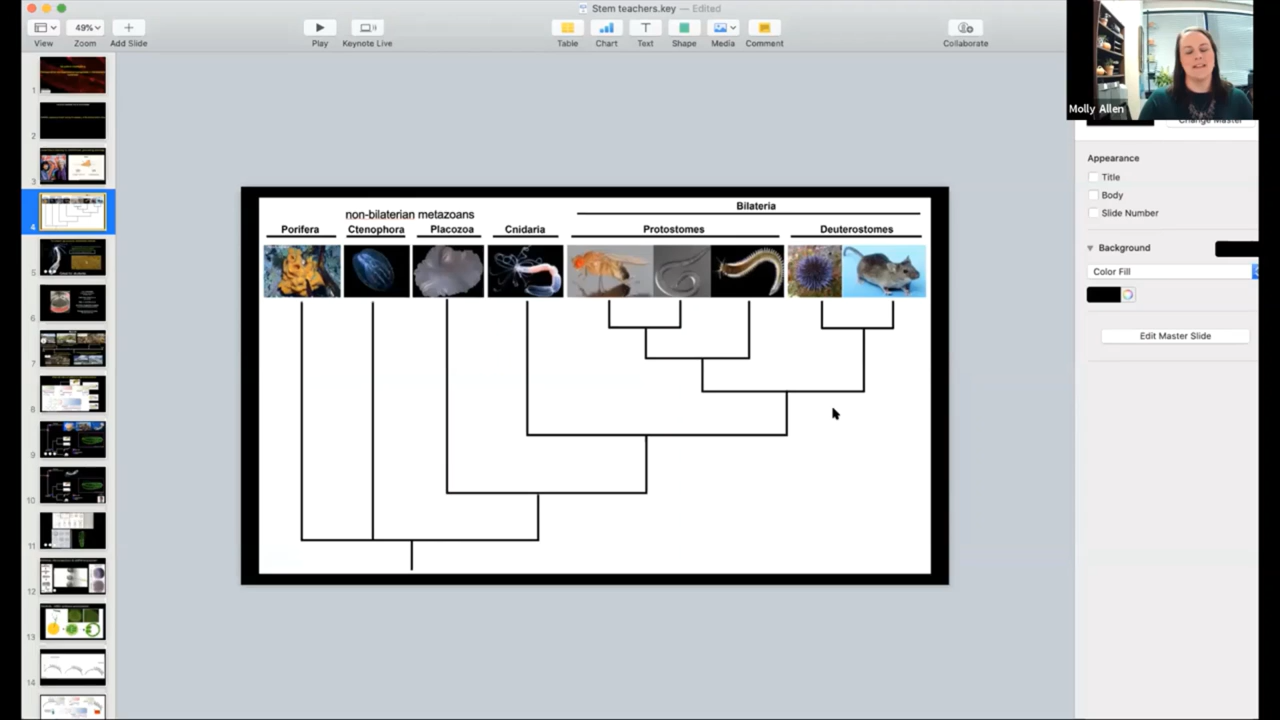 Stem teachers.key — Edited
49%
View Zoom Add Slide Play Keynote Live Table Chart Text Shape Media Comment Collaborate
Molly Allen
Change Master
Appearance
Title
Body
Slide Number
Background
Color Fill
Edit Master Slide
1
2
3
4
5
6
7
8
9
10
11
12
13
14
Bilateria
non-bilaterian metazoans
Porifera Ctenophora Placozoa Cnidaria Protostomes Deuterostomes